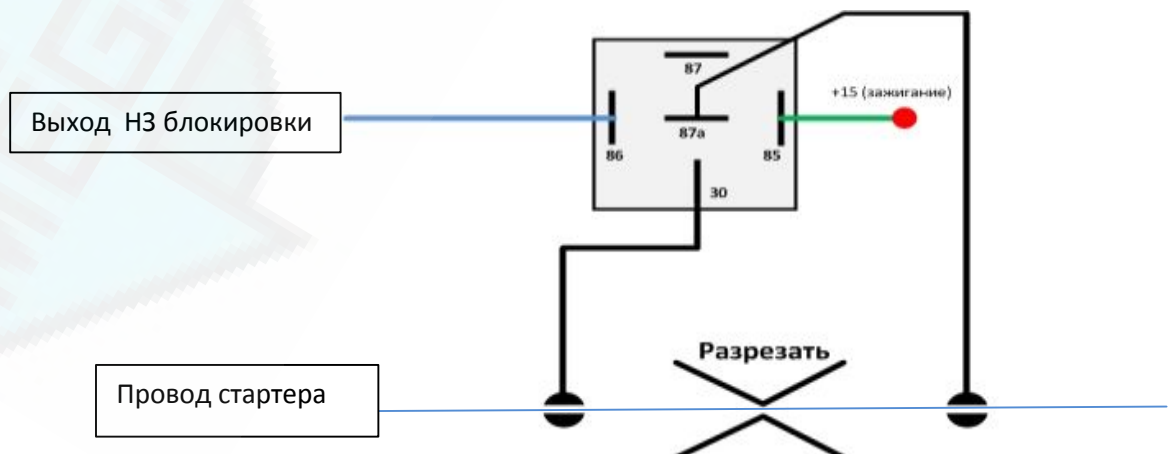 87
+15 (зажигание)
Выход НЗ блокировки
87а
86
85
30
Разрезать
Провод стартера